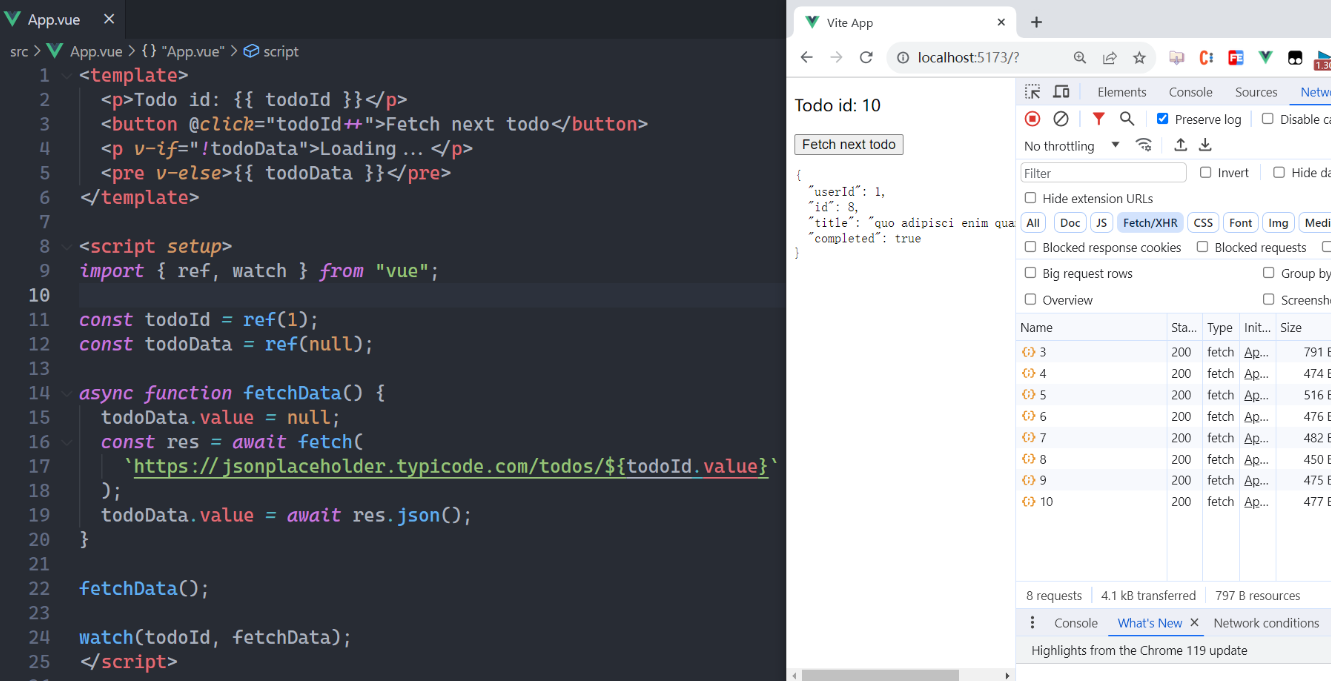 App.vue
src > App.vue > {} "App.vue" > script
1 <template>
2 <p>Todo id: {{ todoId }}</p>
3 <button @click="todoId++">Fetch next todo</button>
4 <p v-if="!todoData">Loading...</p>
5 <pre v-else>{{ todoData }}</pre>
6 </template>
7
8 <script setup>
9 import { ref, watch } from "vue";
10
11 const todoId = ref(1);
12 const todoData = ref(null);
13
14 async function fetchData() {
15 todoData.value = null;
16 const res = await fetch(
17 `https://jsonplaceholder.typicode.com/todos/${todoId.value}`
18 );
19 todoData.value = await res.json();
20 }
21
22 fetchData();
23
24 watch(todoId, fetchData);
25 </script>
Vite App
localhost:5173/?
1.30
Todo id: 10
Fetch next todo
{
"userId": 1,
"id": 8,
"title": "quo adipisci enim qua
"completed": true
}
Elements Console Sources Netw
Preserve log Disable ca
No throttling
Filter Invert Hide da
Hide extension URLs
All Doc JS Fetch/XHR CSS Font Img Medi
Blocked response cookies Blocked requests
Big request rows Group by
Overview Screensh
Name Sta... Type Init... Size
3 200 fetch Ap... 791 B
4 200 fetch Ap... 474 B
5 200 fetch Ap... 516 B
6 200 fetch Ap... 476 B
7 200 fetch Ap... 482 B
8 200 fetch Ap... 450 B
9 200 fetch Ap... 475 B
10 200 fetch Ap... 477 B
8 requests 4.1 kB transferred 797 B resources
Console What's New Network conditions
Highlights from the Chrome 119 update